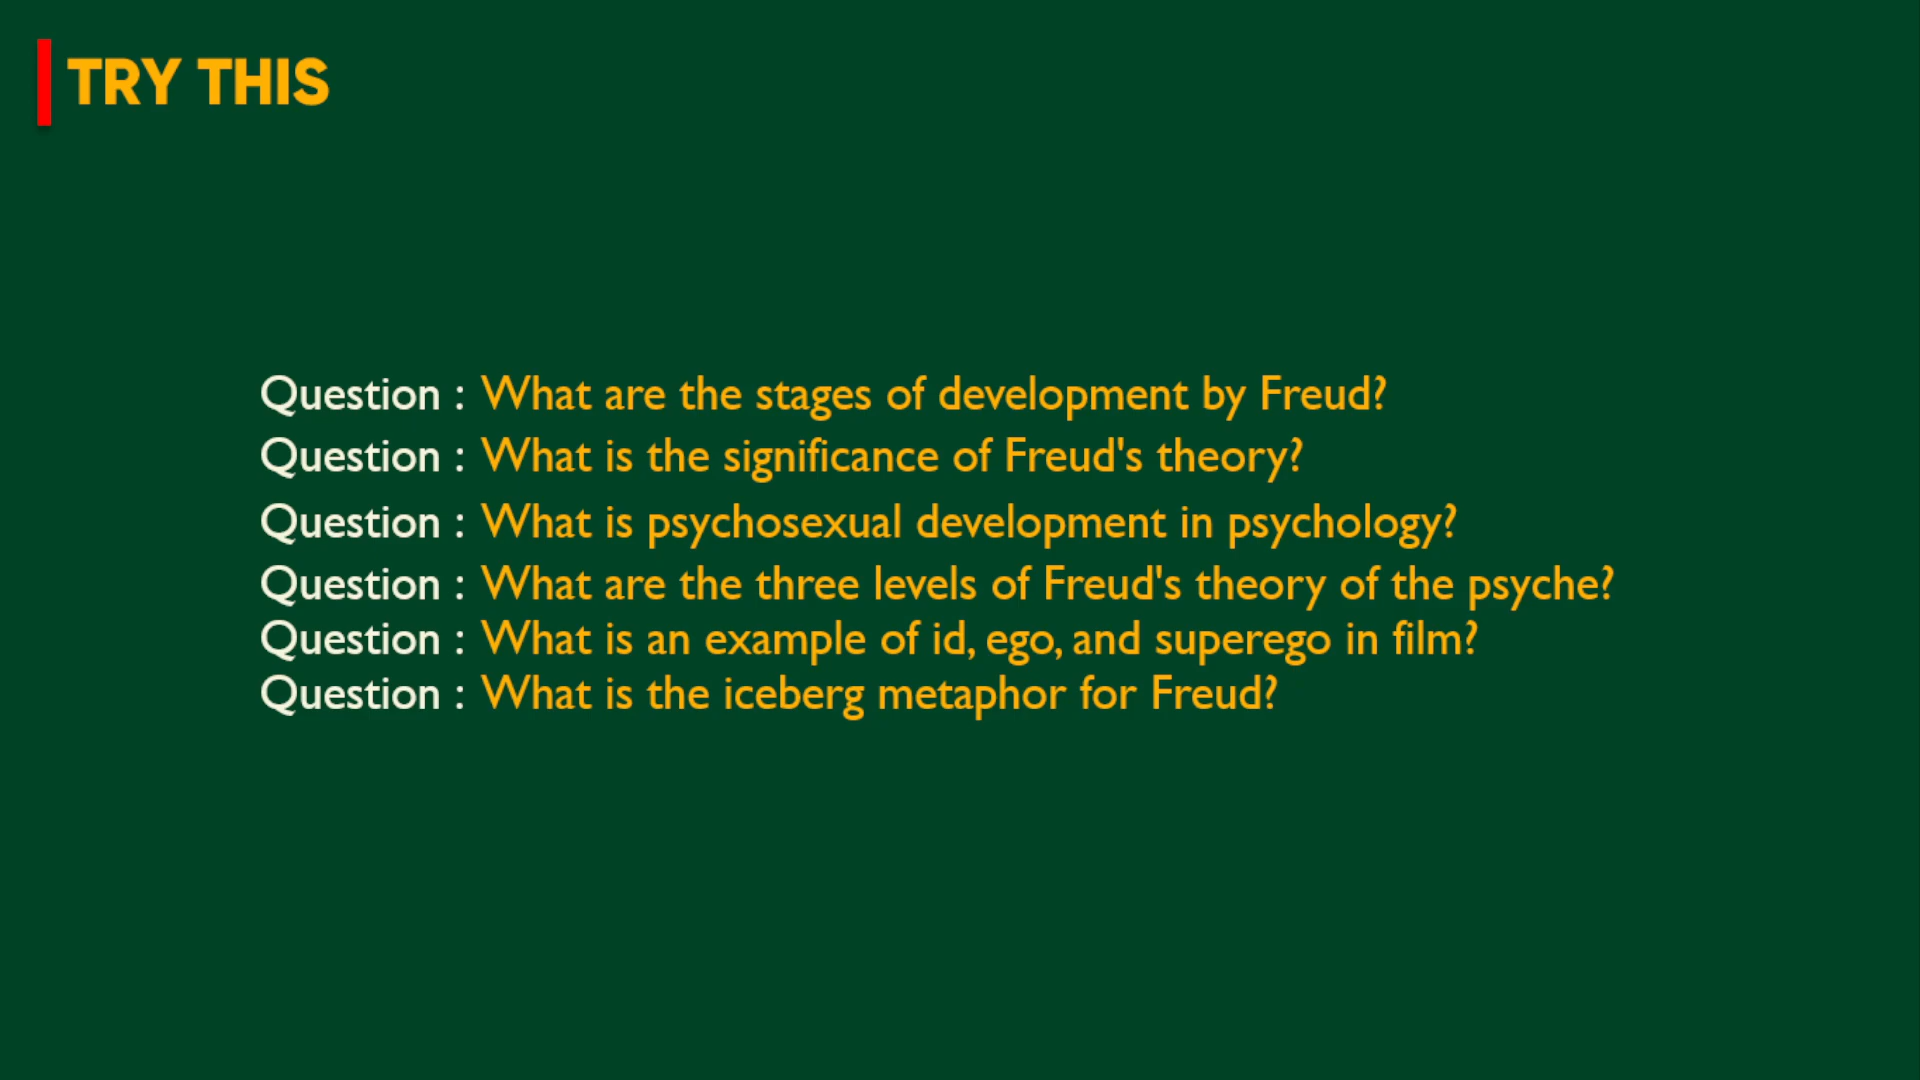 TRY THIS
Question : What are the stages of development by Freud?
Question : What is the significance of Freud's theory?
Question : What is psychosexual development in psychology?
Question : What are the three levels of Freud's theory of the psyche?
Question : What is an example of id, ego, and superego in film?
Question : What is the iceberg metaphor for Freud?